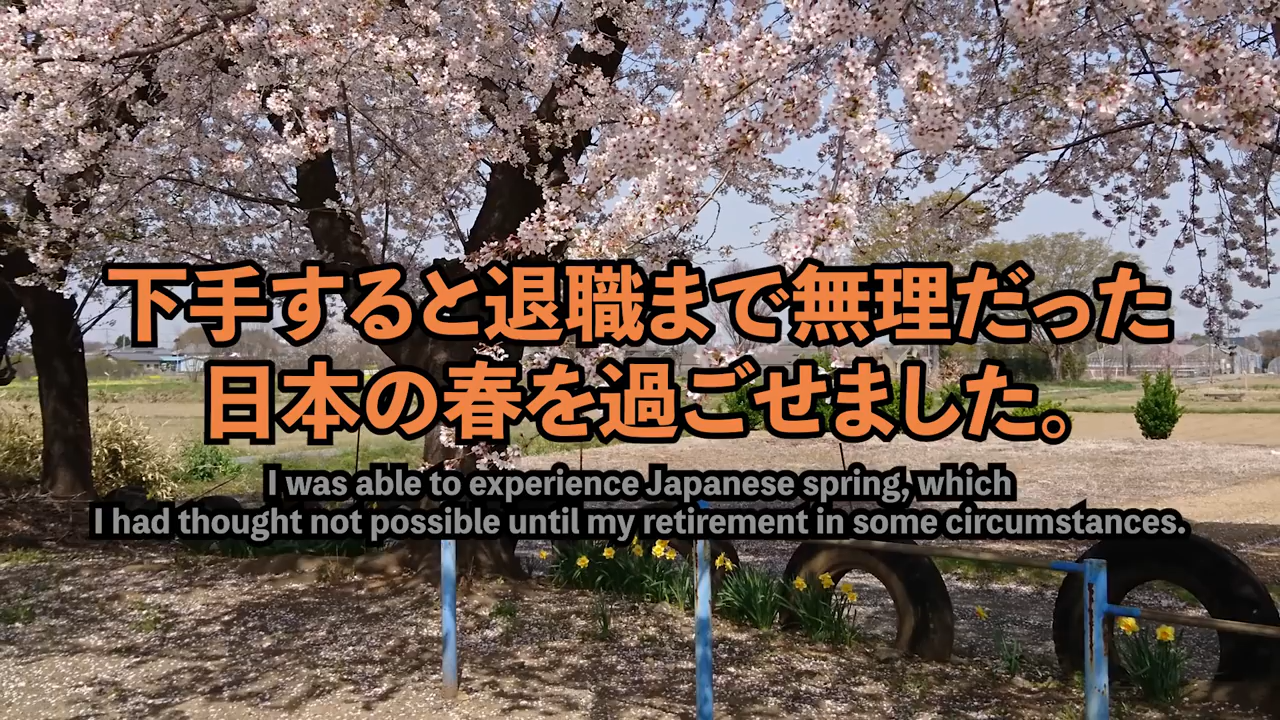 下手すると退職まで無理だった
日本の春を過ごせました。
I was able to experience Japanese spring, which
I had thought not possible until my retirement in some circumstances.